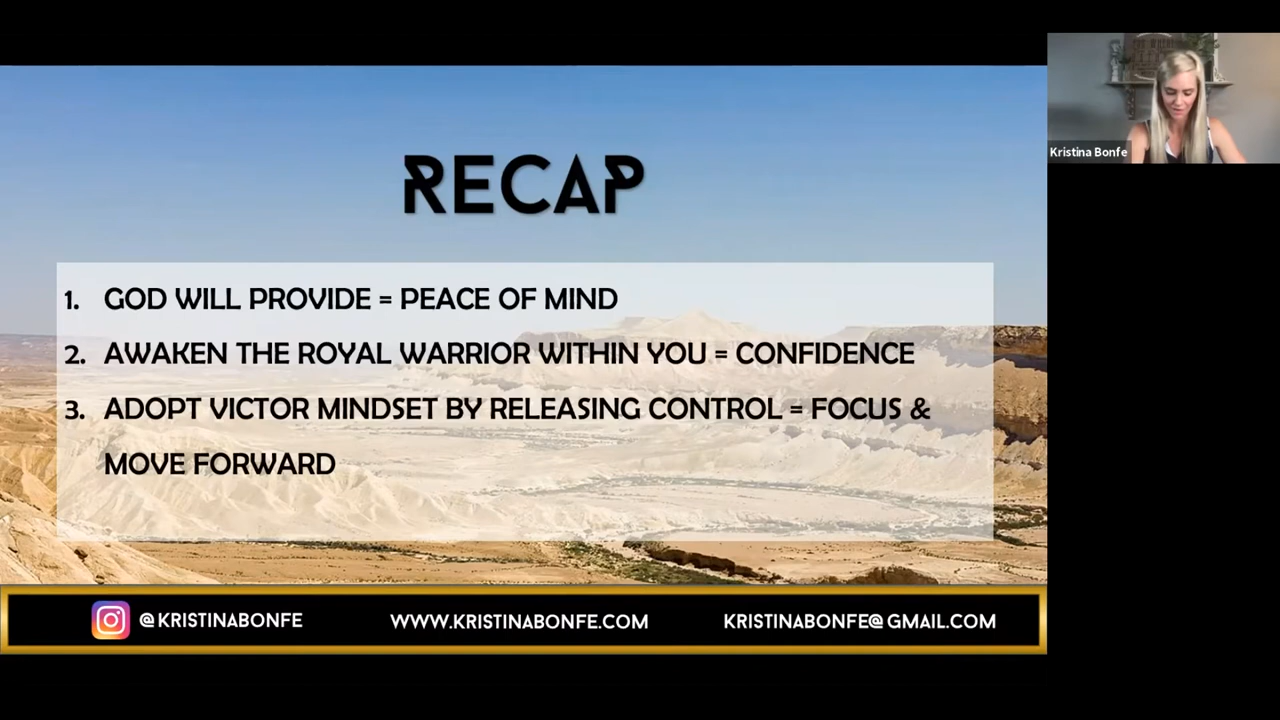 RECAP
1. GOD WILL PROVIDE = PEACE OF MIND
2. AWAKEN THE ROYAL WARRIOR WITHIN YOU = CONFIDENCE
3. ADOPT VICTOR MINDSET BY RELEASING CONTROL = FOCUS &
MOVE FORWARD
@KRISTINABONFE WWW.KRISTINABONFE.COM KRISTINABONFE@GMAIL.COM
Kristina Bonfe